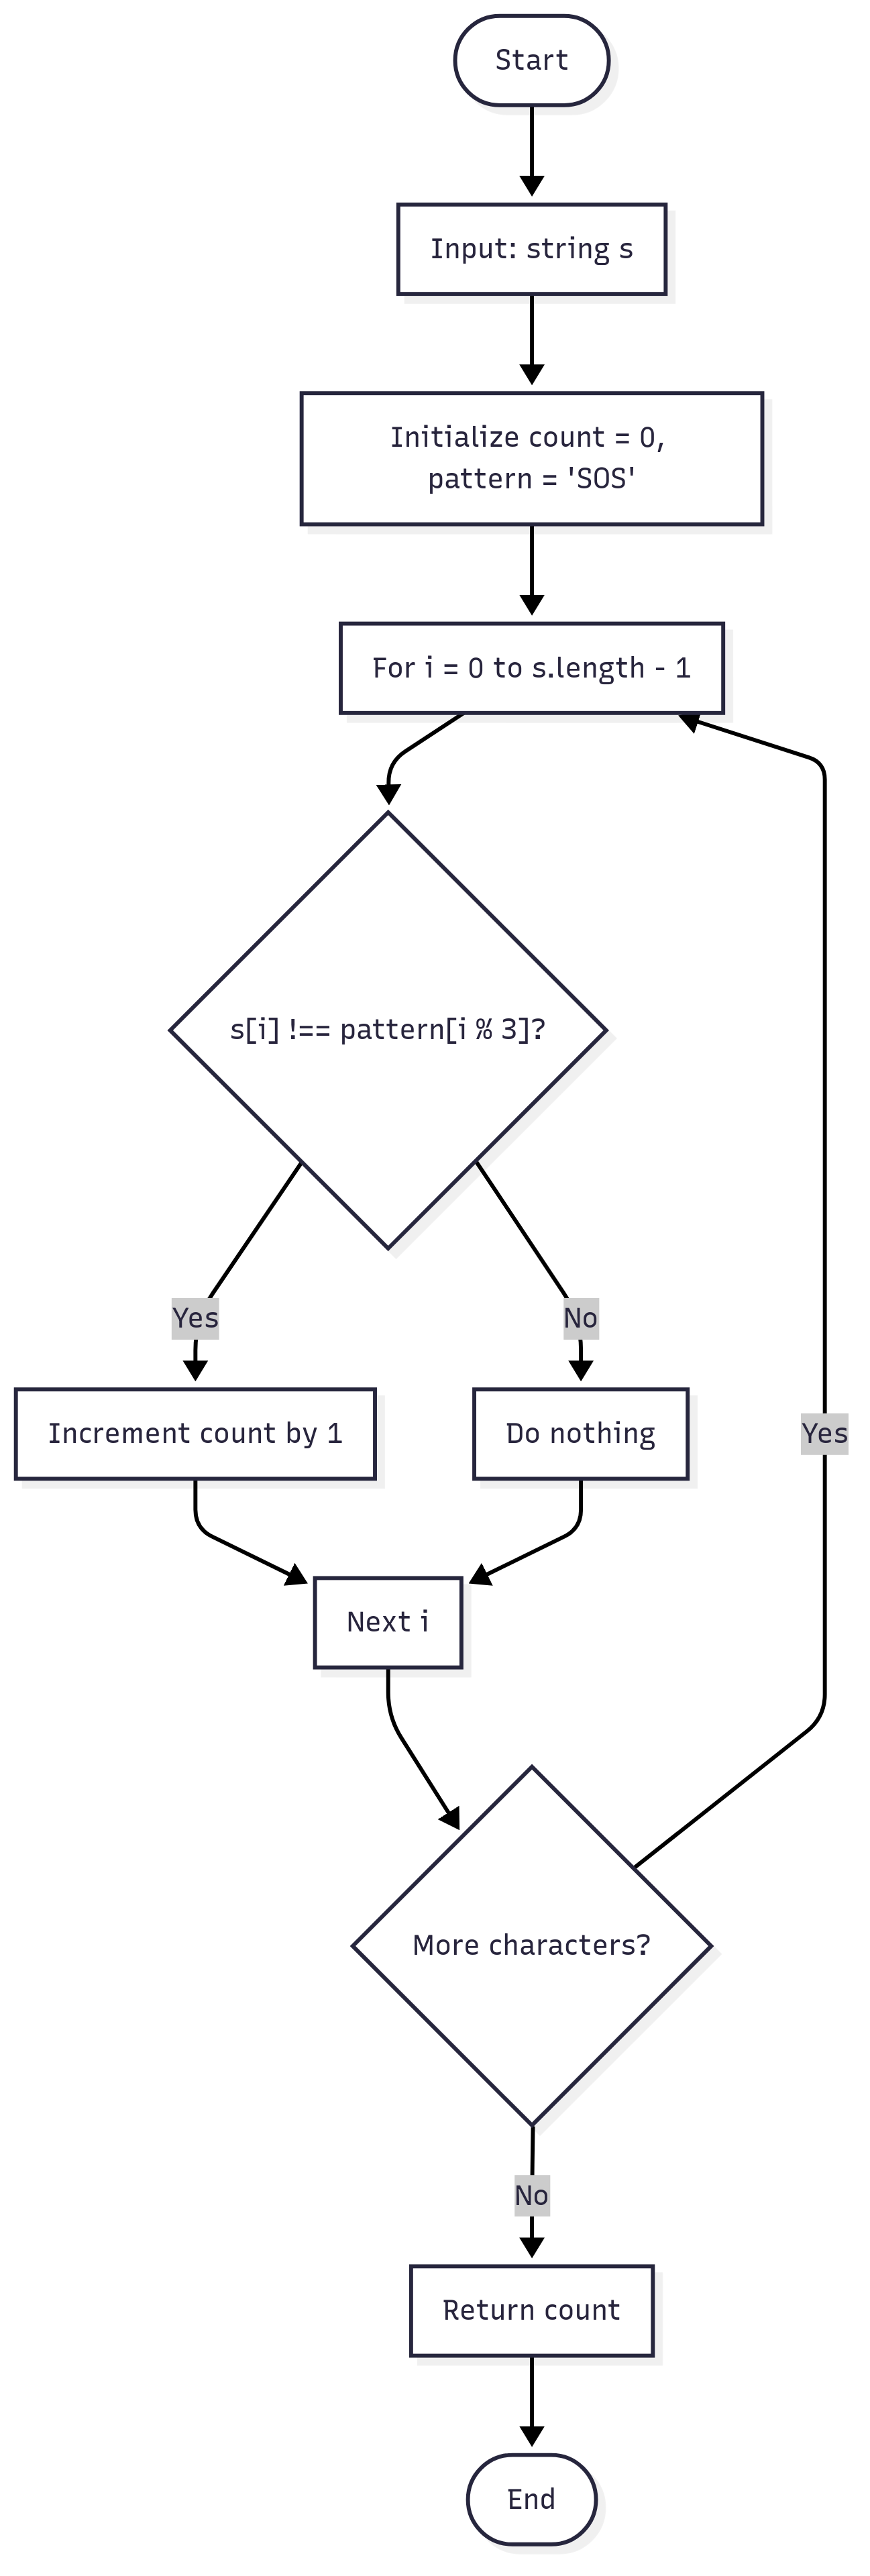 Start
Input: string s
Initialize count = 0,
pattern = 'SOS'
For i = 0 to s.length - 1
s[i] !== pattern[i % 3]?
Yes
No
Increment count by 1
Do nothing
Yes
Next i
More characters?
No
Return count
End